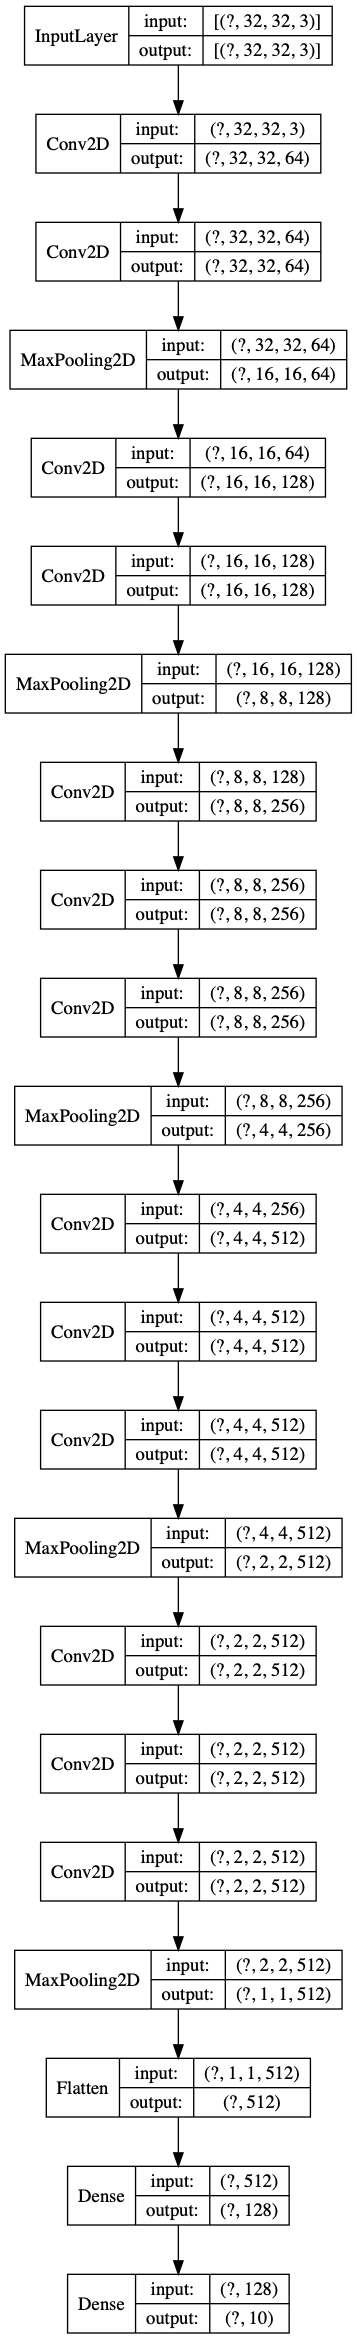 InputLayer
input: [(?, 32, 32, 3)]
output: [(?, 32, 32, 3)]
Conv2D
input: (?, 32, 32, 3)
output: (?, 32, 32, 64)
Conv2D
input: (?, 32, 32, 64)
output: (?, 32, 32, 64)
MaxPooling2D
input: (?, 32, 32, 64)
output: (?, 16, 16, 64)
Conv2D
input: (?, 16, 16, 64)
output: (?, 16, 16, 128)
Conv2D
input: (?, 16, 16, 128)
output: (?, 16, 16, 128)
MaxPooling2D
input: (?, 16, 16, 128)
output: (?, 8, 8, 128)
Conv2D
input: (?, 8, 8, 128)
output: (?, 8, 8, 256)
Conv2D
input: (?, 8, 8, 256)
output: (?, 8, 8, 256)
Conv2D
input: (?, 8, 8, 256)
output: (?, 8, 8, 256)
MaxPooling2D
input: (?, 8, 8, 256)
output: (?, 4, 4, 256)
Conv2D
input: (?, 4, 4, 256)
output: (?, 4, 4, 512)
Conv2D
input: (?, 4, 4, 512)
output: (?, 4, 4, 512)
Conv2D
input: (?, 4, 4, 512)
output: (?, 4, 4, 512)
MaxPooling2D
input: (?, 4, 4, 512)
output: (?, 2, 2, 512)
Conv2D
input: (?, 2, 2, 512)
output: (?, 2, 2, 512)
Conv2D
input: (?, 2, 2, 512)
output: (?, 2, 2, 512)
Conv2D
input: (?, 2, 2, 512)
output: (?, 2, 2, 512)
MaxPooling2D
input: (?, 2, 2, 512)
output: (?, 1, 1, 512)
Flatten
input: (?, 1, 1, 512)
output: (?, 512)
Dense
input: (?, 512)
output: (?, 128)
Dense
input: (?, 128)
output: (?, 10)